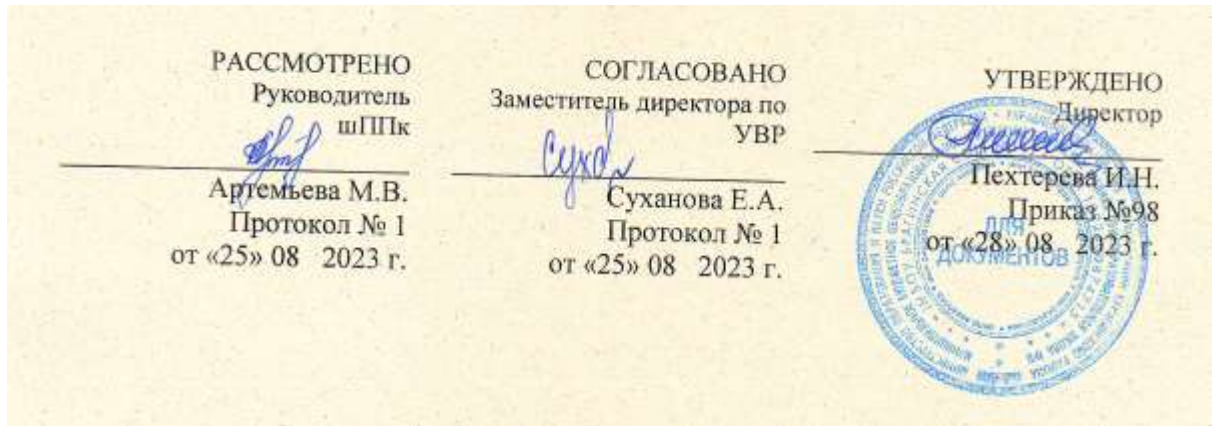 РАССМОТРЕНО
Руководитель
шППк
Артемьева М.В.
Протокол № 1
от «25» 08 2023 г.
СОГЛАСОВАНО
Заместитель директора по
УВР
Суханова Е.А.
Протокол № 1
от «25» 08 2023 г.
УТВЕРЖДЕНО
Директор
Пехтерева И.Н.
Приказ №98
от «28» 08 2023 г.
ДЛЯ
ДОКУМЕНТОВ